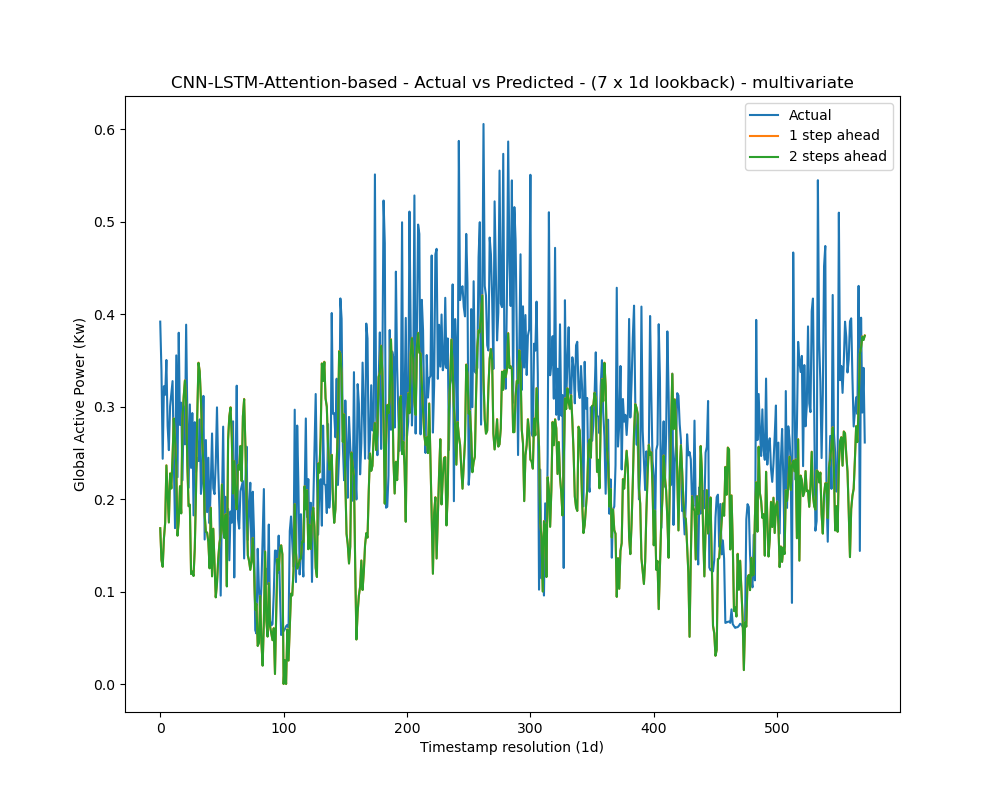 CNN-LSTM-Attention-based - Actual vs Predicted - (7 x 1d lookback) - multivariate
Actual
1 step ahead
2 steps ahead
Global Active Power (Kw)
0.6
0.5
0.4
0.3
0.2
0.1
0.0
0 100 200 300 400 500
Timestamp resolution (1d)